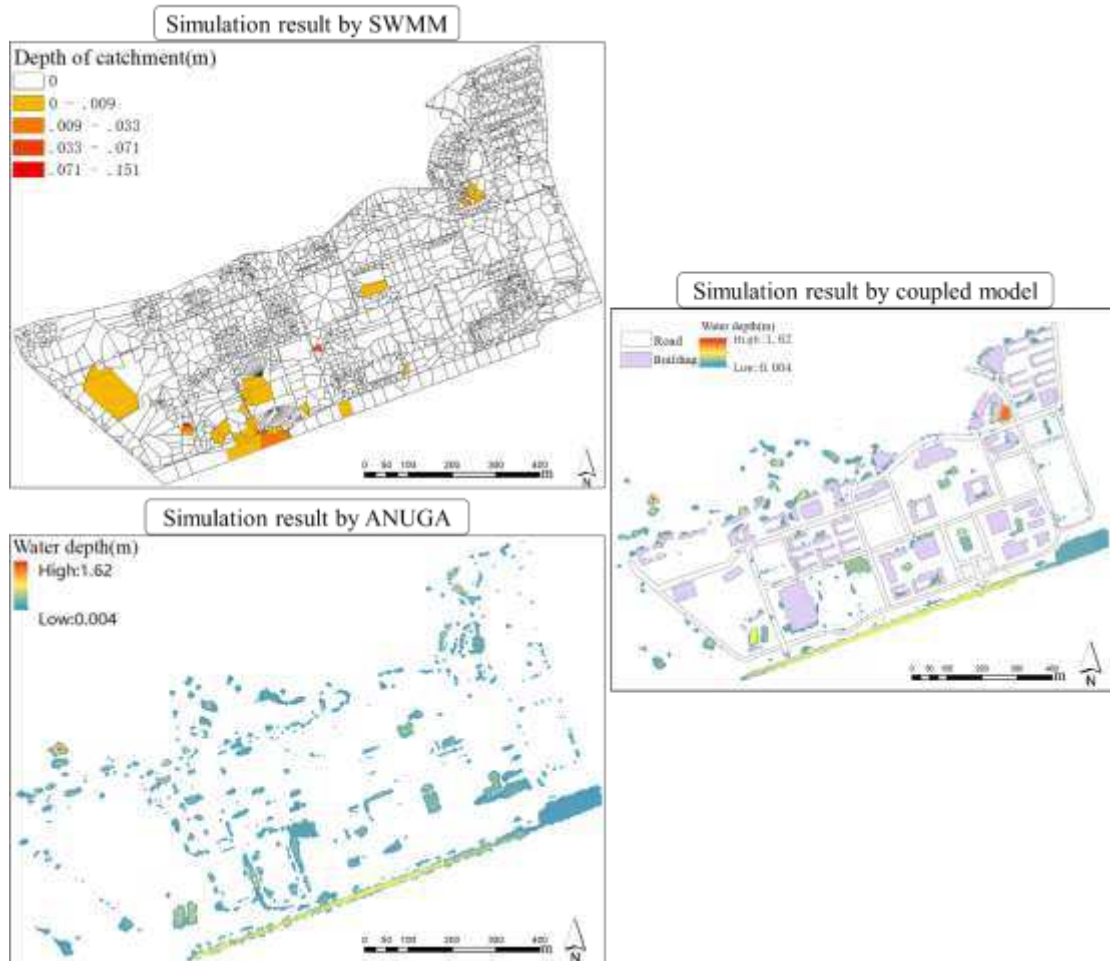 Simulation result by SWMM
Depth of catchment(m)
0
0 - .009
.009 - .033
.033 - .071
.071 - .151
0 50 100 200 300 400
m
N
Simulation result by ANUGA
Water depth(m)
High:1.62
Low:0.004
0 50 100 200 300 400
m
N
Simulation result by coupled model
Road
Building
Water depth(m)
High:1.62
Low:0.004
0 50 100 200 300 400
m
N